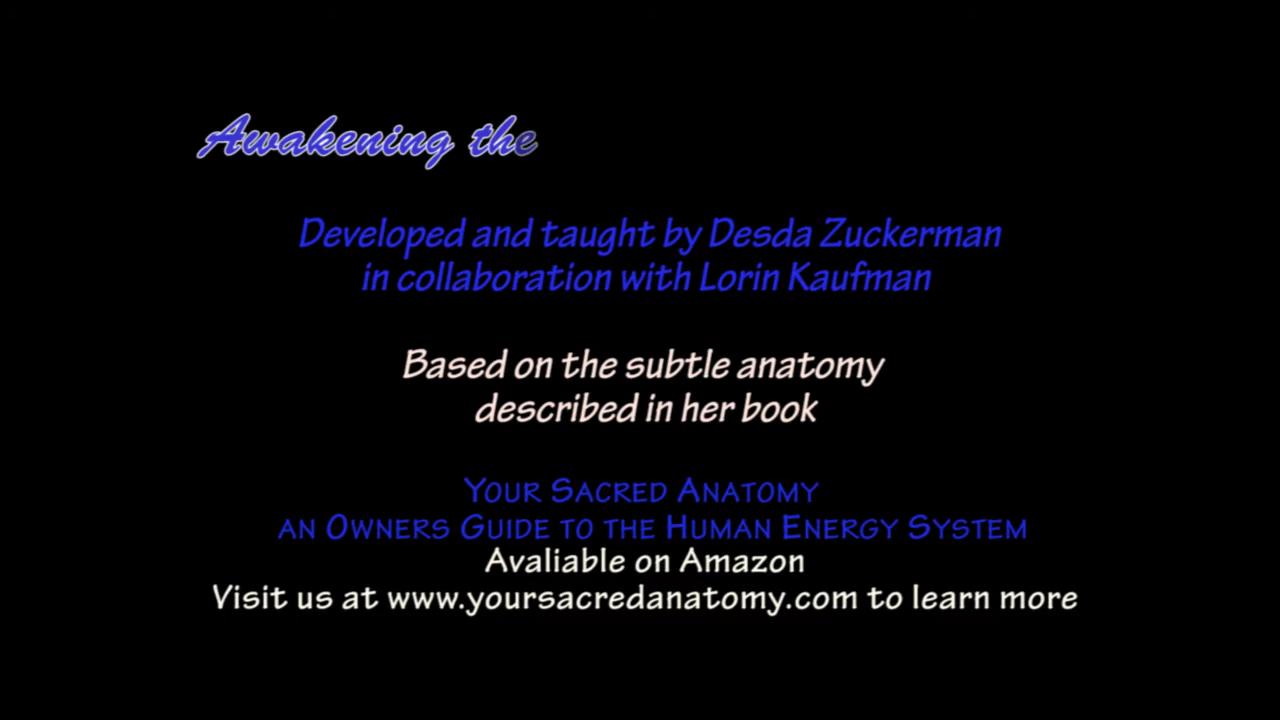 Awakening the
Developed and taught by Desda Zuckerman
in collaboration with Lorin Kaufman
Based on the subtle anatomy
described in her book
YOUR SACRED ANATOMY
AN OWNERS GUIDE TO THE HUMAN ENERGY SYSTEM
Avaliable on Amazon
Visit us at www.yoursacredanatomy.com to learn more